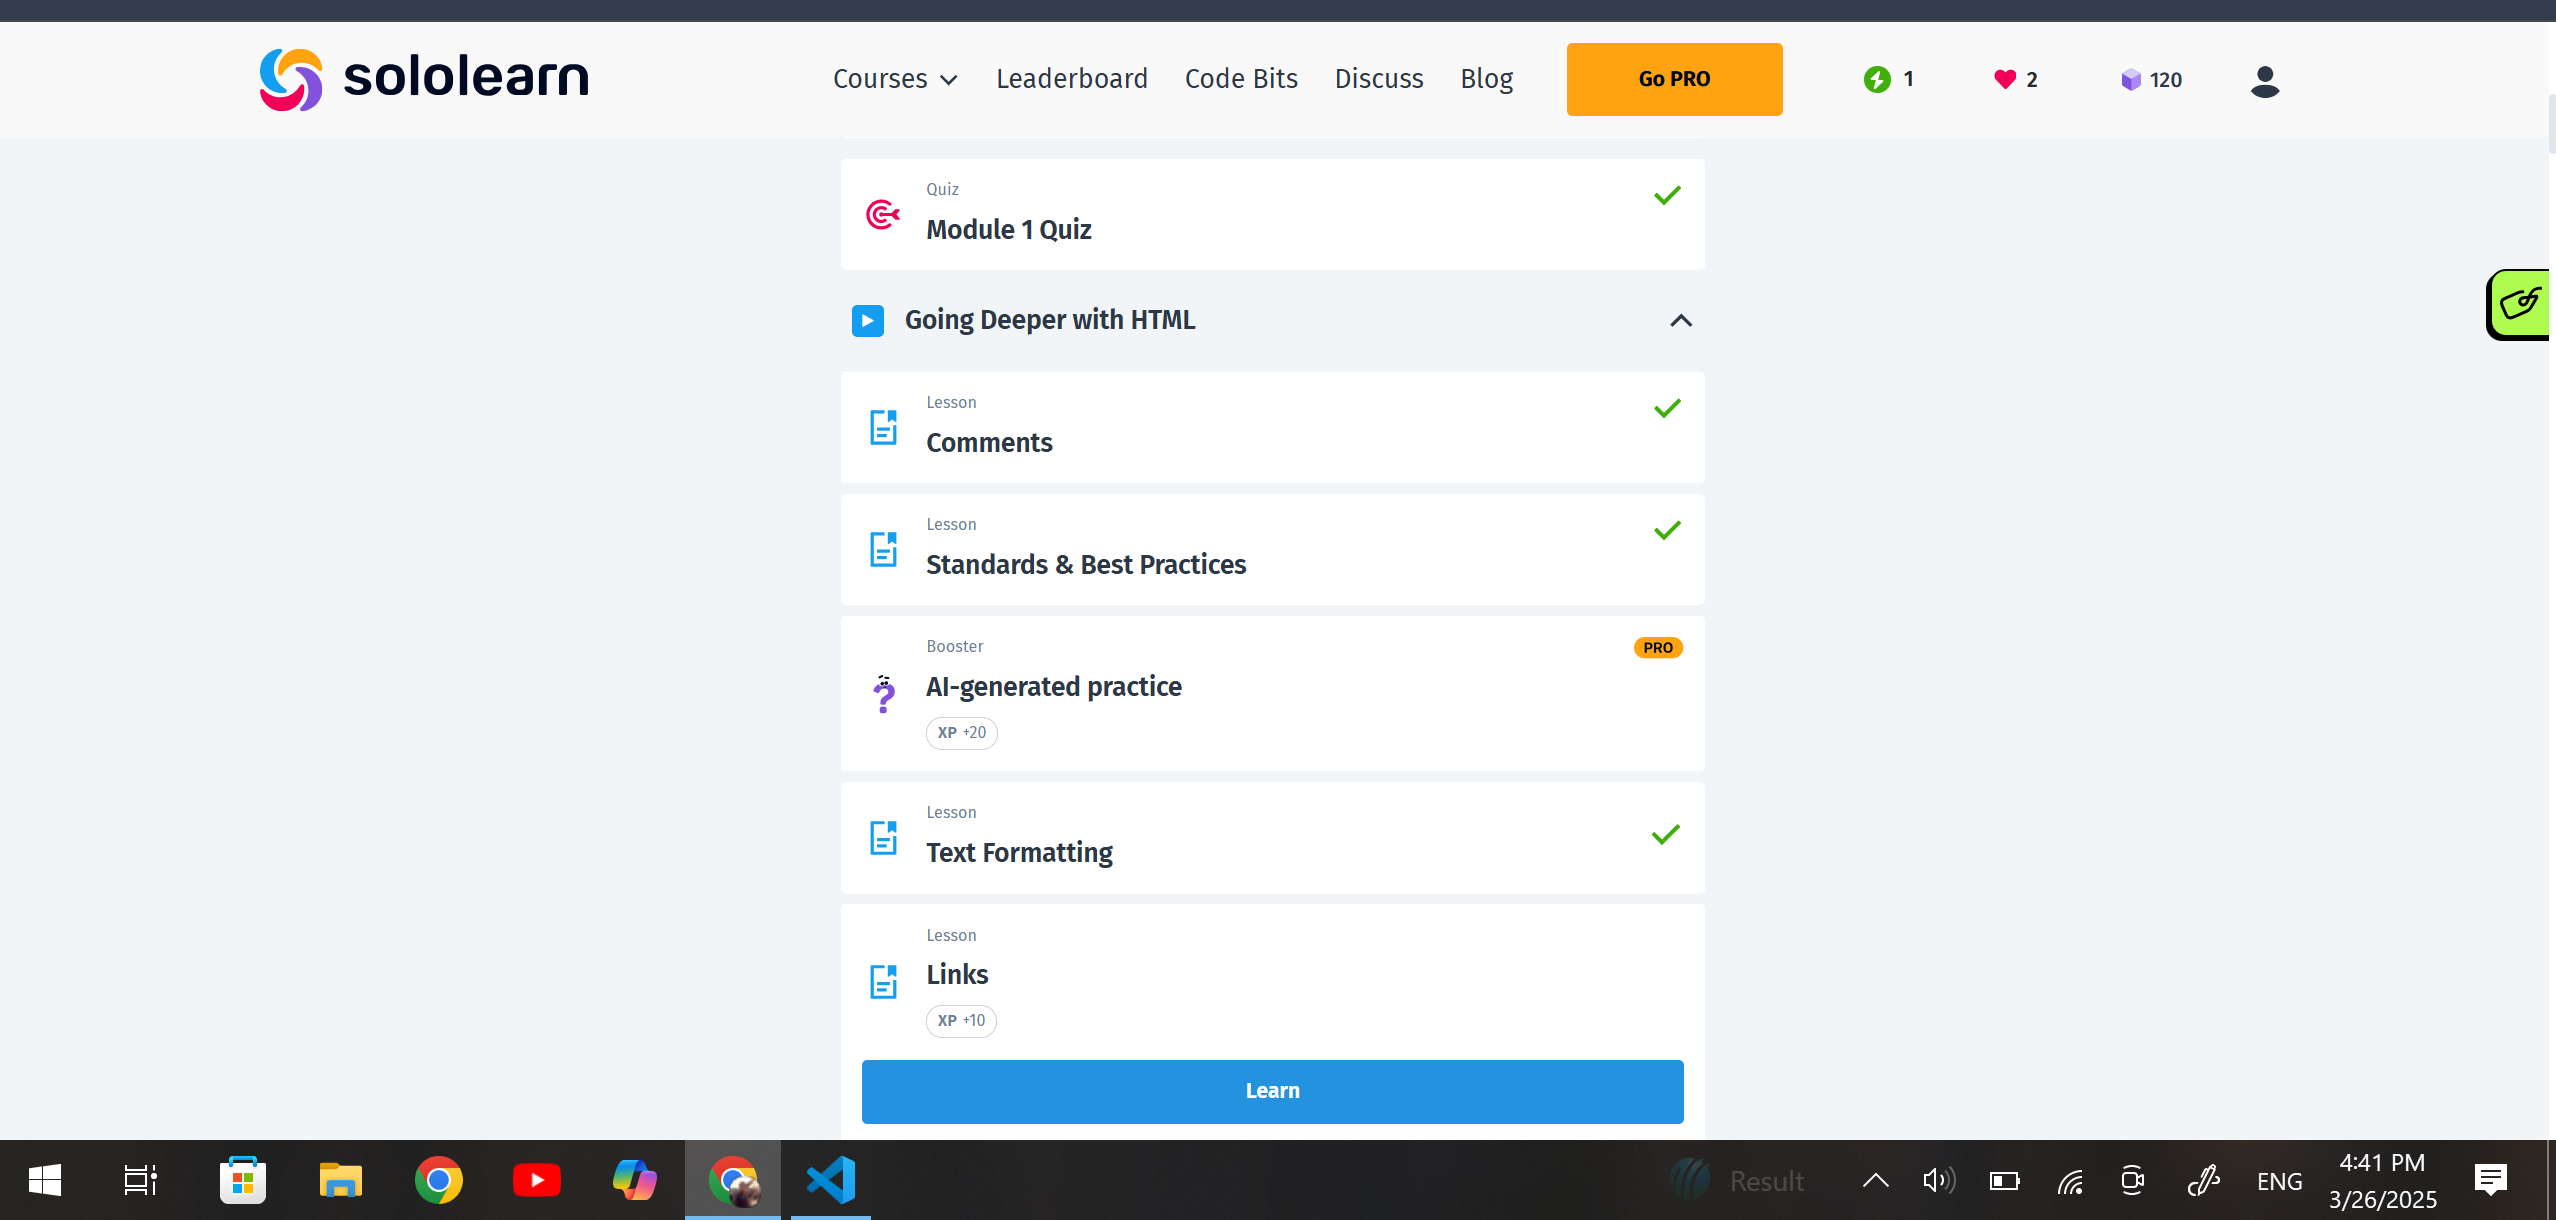 sololearn
Courses
Leaderboard
Code Bits
Discuss
Blog
Go PRO
1
2
120
Quiz
Module 1 Quiz
Going Deeper with HTML
Lesson
Comments
Lesson
Standards & Best Practices
Booster
PRO
AI-generated practice
XP +20
Lesson
Text Formatting
Lesson
Links
XP +10
Learn
Result
ENG
4:41 PM
3/26/2025